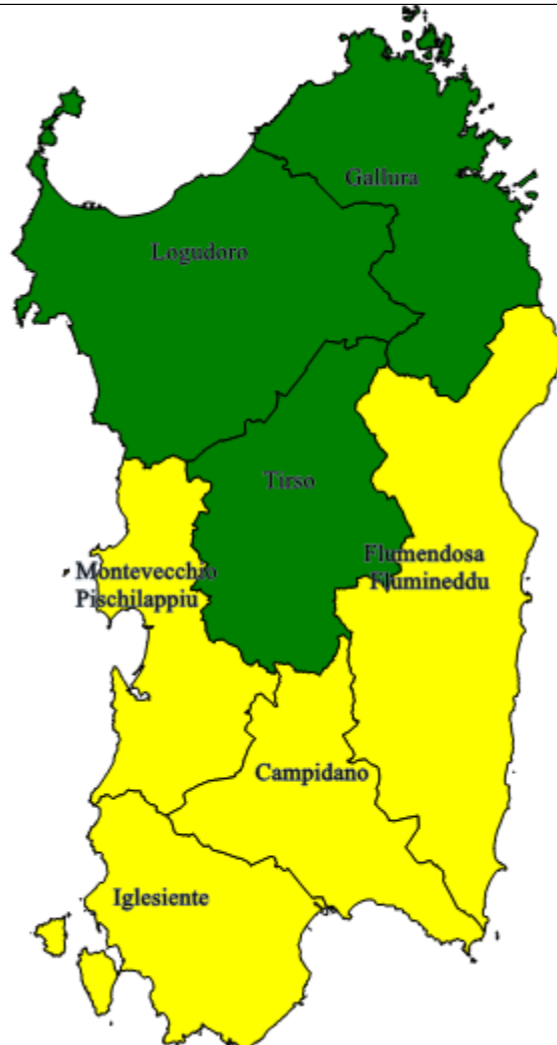 Gallura
Logudoro
Tirso
Flumendosa
Flumineddu
Montevecchio
Pischilappiu
Campidano
Iglesiente